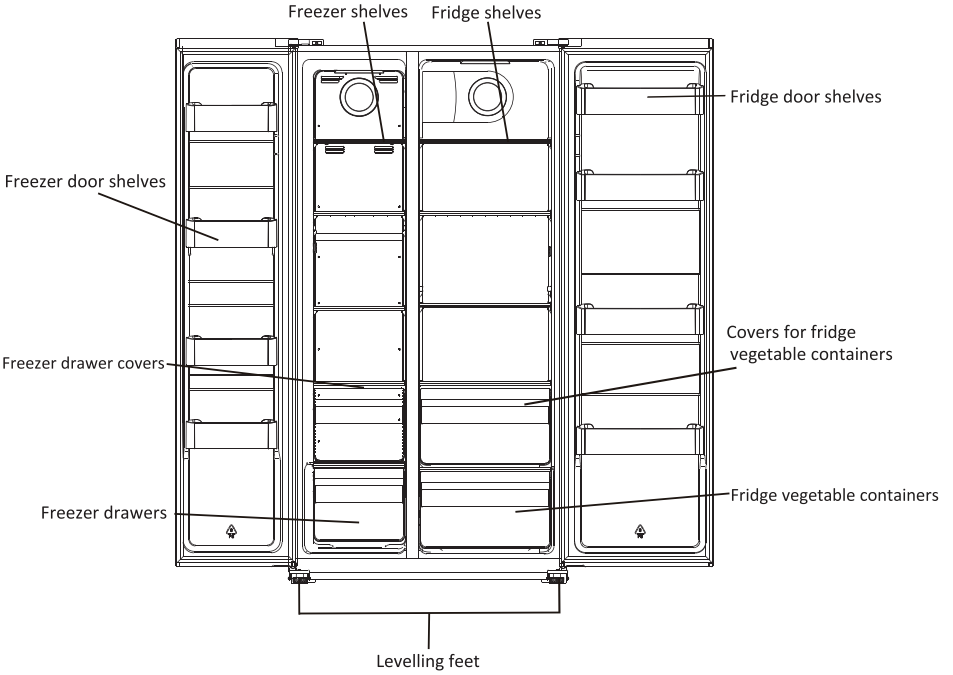 Freezer shelves
Fridge shelves
Fridge door shelves
Freezer door shelves
Covers for fridge
vegetable containers
Freezer drawer covers
Fridge vegetable containers
Freezer drawers
Levelling feet